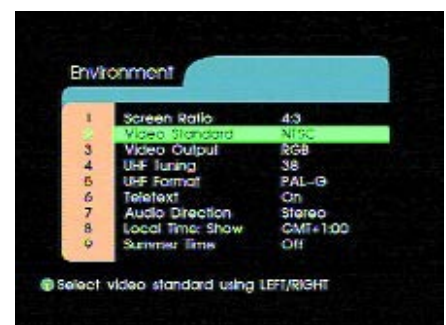 Environment
1 Screen Ratio 4:3
2 Video Standard NTSC
3 Video Output RGB
4 UHF Tuning 38
5 UHF Format PAL-G
6 Teletext On
7 Audio Direction Stereo
8 Local Time: Show GMT+1:00
9 Summer Time Off
Select video standard using LEFT/RIGHT